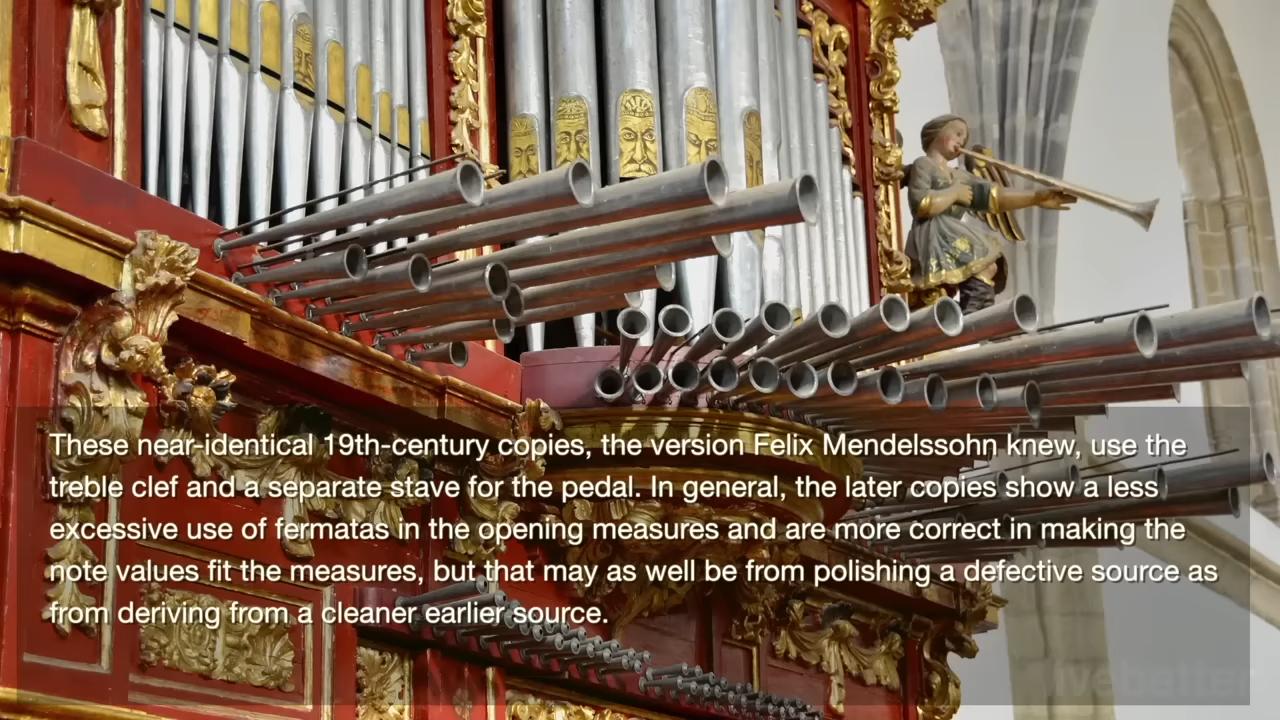 These near-identical 19th-century copies, the version Felix Mendelssohn knew, use the
treble clef and a separate stave for the pedal. In general, the later copies show a less
excessive use of fermatas in the opening measures and are more correct in making the
note values fit the measures, but that may as well be from polishing a defective source as
from deriving from a cleaner earlier source.
livebetter